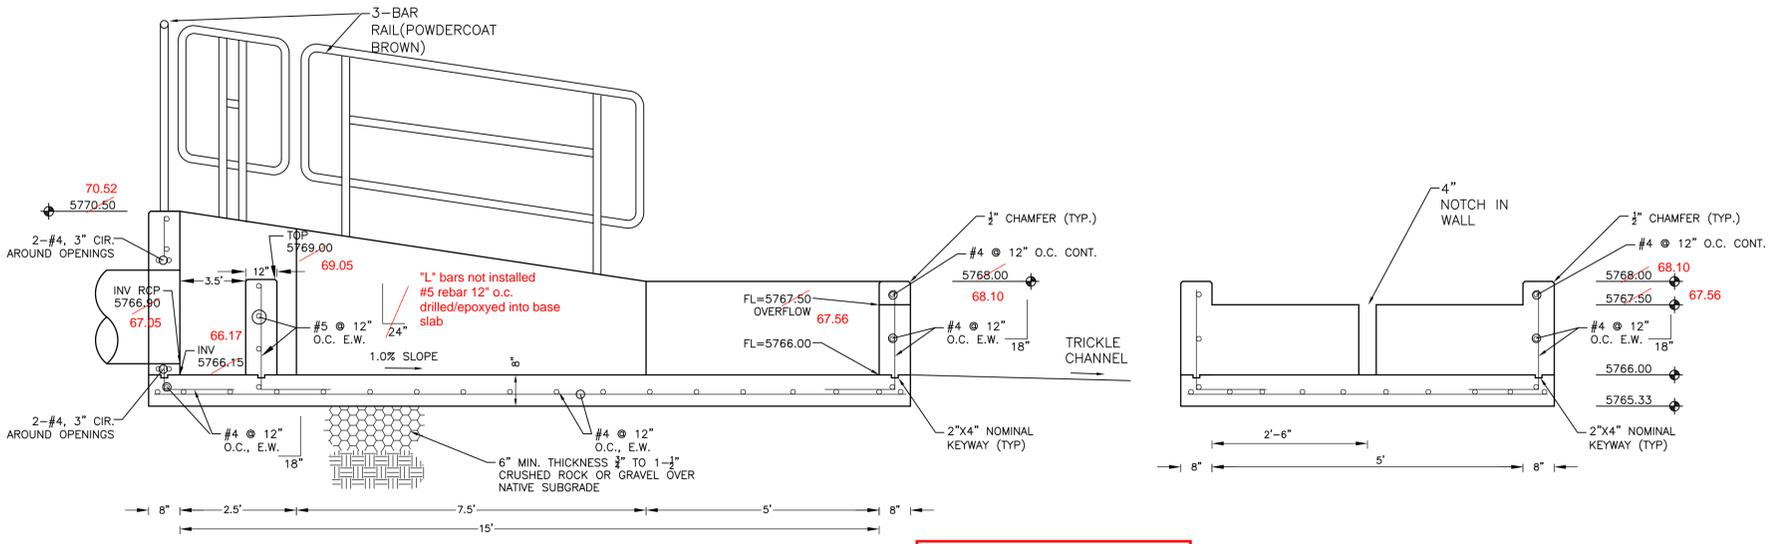 3-BAR
RAIL(POWDERCOAT
BROWN)
70.52
5770.50
2-#4, 3" CIR.
AROUND OPENINGS
TOP
5769.00
69.05
12"
3.5'
INV RCP
5766.90
67.05
66.17
INV
5766.15
#5 @ 12"
O.C. E.W.
24"
"L" bars not installed
#5 rebar 12" o.c.
drilled/epoxyed into base
slab
1.0% SLOPE
8"
1/2" CHAMFER (TYP.)
#4 @ 12" O.C. CONT.
5768.00
68.10
FL=5767.50
OVERFLOW
67.56
#4 @ 12"
O.C. E.W.
18"
FL=5766.00
TRICKLE
CHANNEL
2-#4, 3" CIR.
AROUND OPENINGS
#4 @ 12"
O.C., E.W.
18"
#4 @ 12"
O.C., E.W.
2"X4" NOMINAL
KEYWAY (TYP)
6" MIN. THICKNESS 3/4" TO 1-1/2"
CRUSHED ROCK OR GRAVEL OVER
NATIVE SUBGRADE
8"
2.5'
7.5'
5'
8"
15'
4"
NOTCH IN
WALL
1/2" CHAMFER (TYP.)
#4 @ 12" O.C. CONT.
5768.00
68.10
5767.50
67.56
#4 @ 12"
O.C. E.W.
18"
5766.00
5765.33
2"X4" NOMINAL
KEYWAY (TYP)
2'-6"
8"
5'
8"